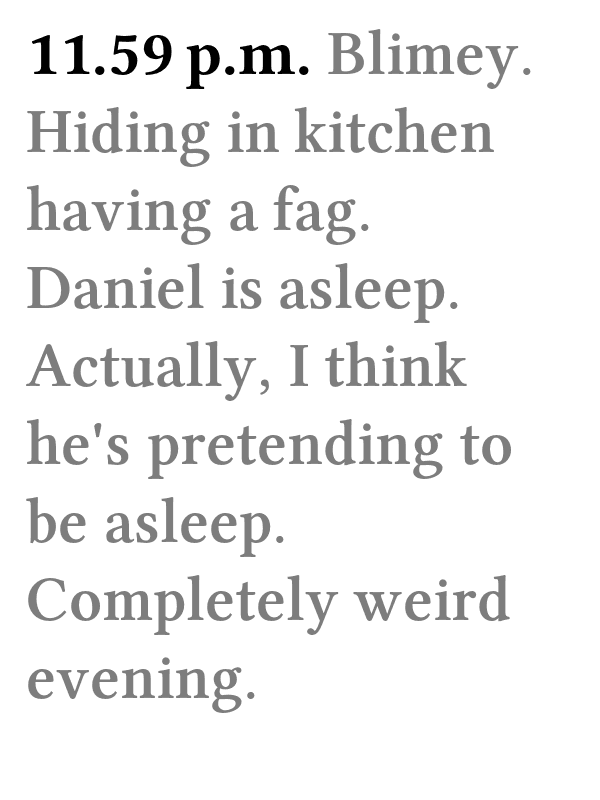 11.59 p.m. Blimey.
Hiding in kitchen
having a fag.
Daniel is asleep.
Actually, I think
he's pretending to
be asleep.
Completely weird
evening.